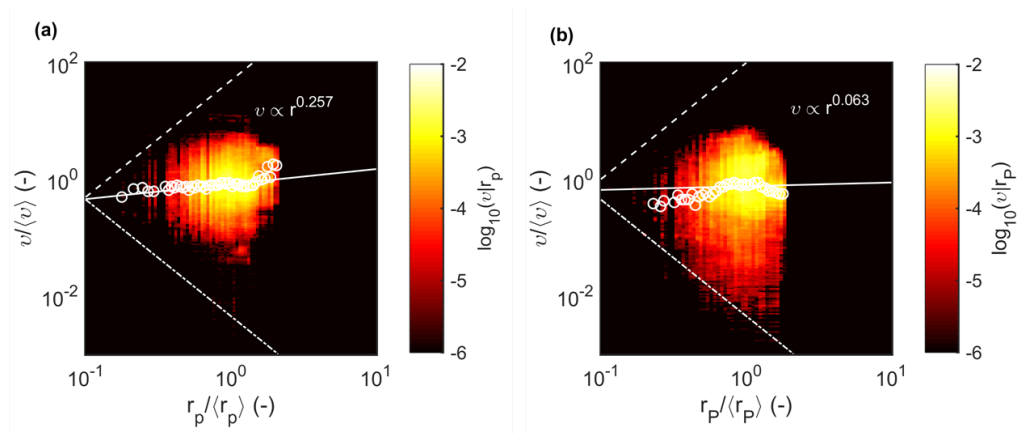 (a)
10^2
10^0
10^-2
υ/⟨υ⟩ (-)
υ ∝ r^0.257
10^-1
10^0
10^1
r_p/⟨r_p⟩ (-)
-2
-3
-4
-5
-6
log_10(υ|r_p)
(b)
10^2
10^0
10^-2
υ/⟨υ⟩ (-)
υ ∝ r^0.063
10^-1
10^0
10^1
r_P/⟨r_P⟩ (-)
-2
-3
-4
-5
-6
log_10(υ|r_P)